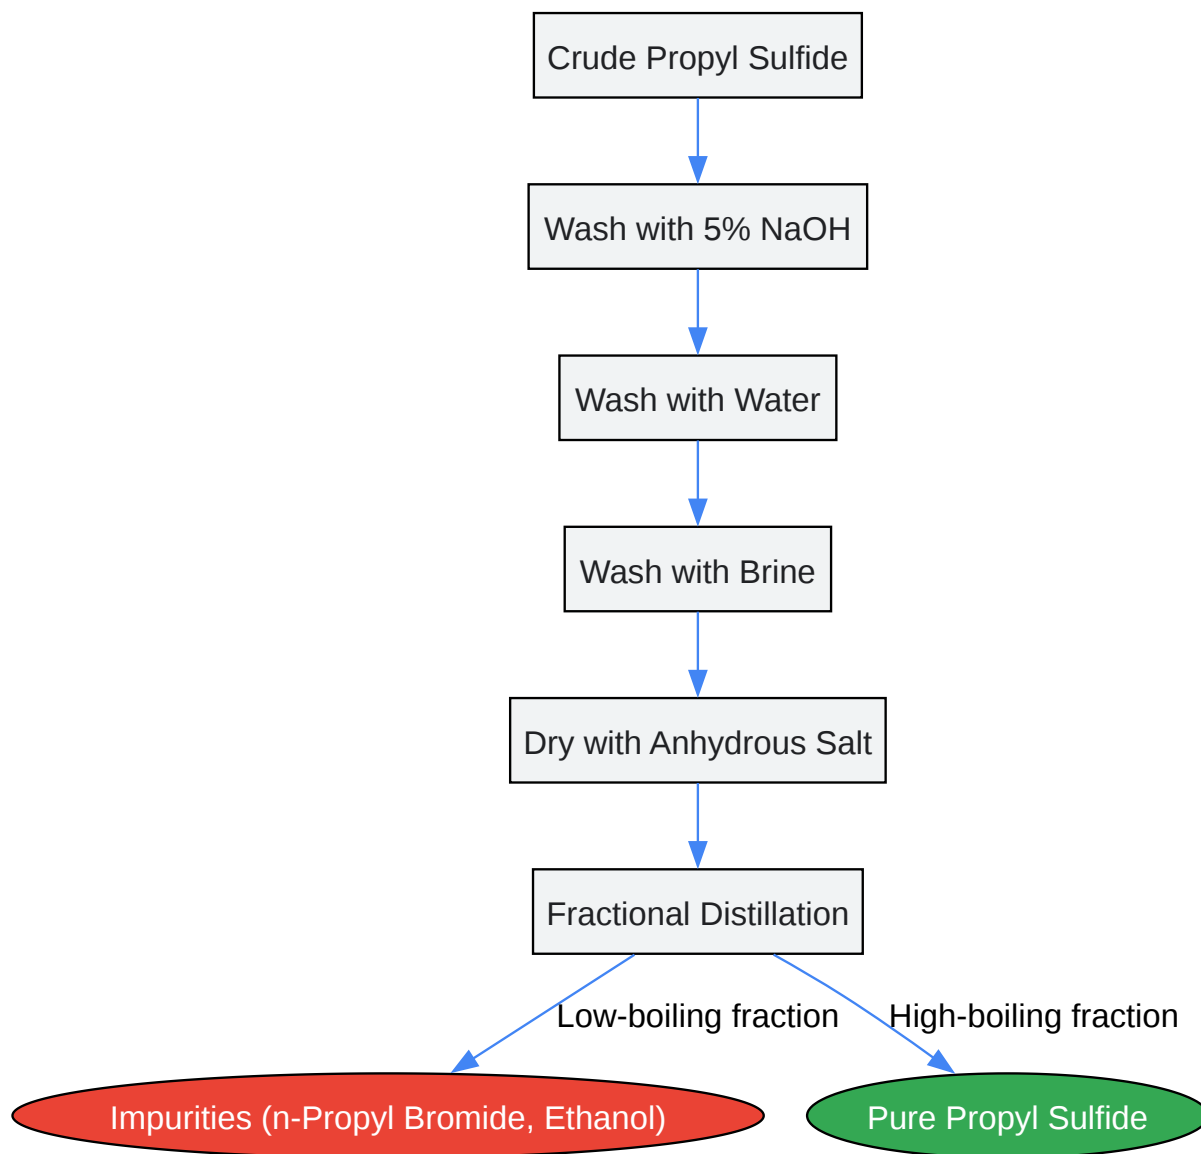 Crude Propyl Sulfide
Wash with 5% NaOH
Wash with Water
Wash with Brine
Dry with Anhydrous Salt
Fractional Distillation
Low-boiling fraction
High-boiling fraction
Impurities (n-Propyl Bromide, Ethanol)
Pure Propyl Sulfide